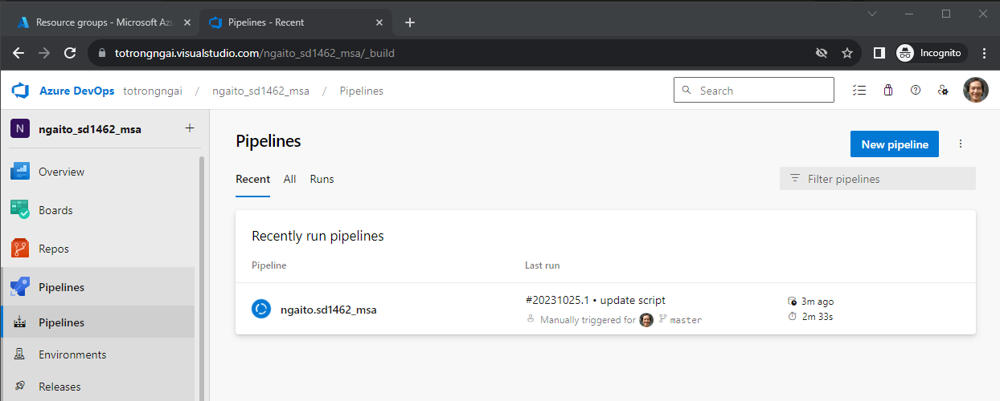 Resource groups - Microsoft Azu
Pipelines - Recent
totrongngai.visualstudio.com/ngaito_sd1462_msa/_build
Incognito
Azure DevOps totrongngai / ngaito_sd1462_msa / Pipelines
Search
N ngaito_sd1462_msa
Overview
Boards
Repos
Pipelines
Pipelines
Environments
Releases
Pipelines
New pipeline
Recent All Runs
Filter pipelines
Recently run pipelines
Pipeline Last run
ngaito.sd1462_msa
#20231025.1 • update script
Manually triggered for master
3m ago
2m 33s